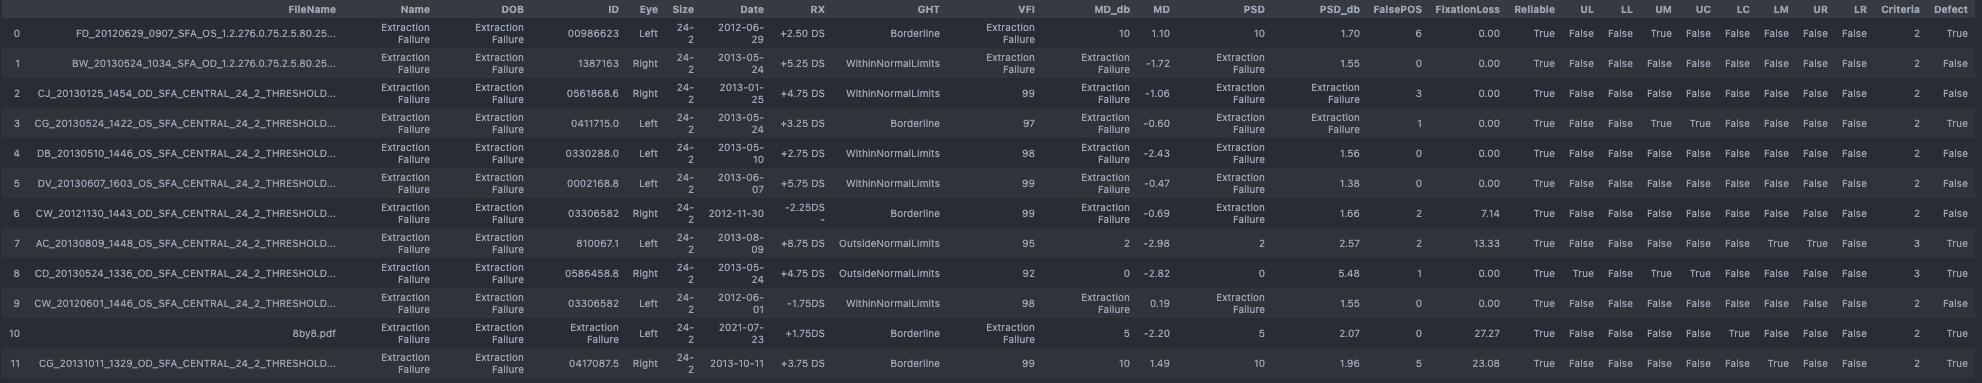 FileName Name DOB ID Eye Size Date RX GHT VFI MD_db MD PSD PSD_db FalsePOS FixationLoss Reliable UL LL UM UC LC LM UR LR Criteria Defect
0 FD_20120629_0907_SFA_OS_1.2.276.0.75.2.5.80.25... Extraction Failure Extraction Failure 00986623 Left 24-2 2012-06-29 +2.50 DS Borderline Extraction Failure 10 1.10 10 1.70 6 0.00 True False False True False False False False False 2 True
1 BW_20130524_1034_SFA_OD_1.2.276.0.75.2.5.80.25... Extraction Failure Extraction Failure 1387163 Right 24-2 2013-05-24 +5.25 DS WithinNormalLimits Extraction Failure Extraction Failure -1.72 Extraction Failure 1.55 0 0.00 True False False False False False False False False 2 False
2 CJ_20130125_1454_OD_SFA_CENTRAL_24_2_THRESHOLD... Extraction Failure Extraction Failure 0561868.6 Right 24-2 2013-01-25 +4.75 DS WithinNormalLimits 99 Extraction Failure -1.06 Extraction Failure Extraction Failure 3 0.00 True False False False False False False False False 2 False
3 CG_20130524_1422_OS_SFA_CENTRAL_24_2_THRESHOLD... Extraction Failure Extraction Failure 0411715.0 Left 24-2 2013-05-24 +3.25 DS Borderline 97 Extraction Failure -0.60 Extraction Failure Extraction Failure 1 0.00 True False False True True False False False False 2 True
4 DB_20130510_1446_OS_SFA_CENTRAL_24_2_THRESHOLD... Extraction Failure Extraction Failure 0330288.0 Left 24-2 2013-05-10 +2.75 DS WithinNormalLimits 98 Extraction Failure -2.43 Extraction Failure 1.56 0 0.00 True False False False False False False False False 2 False
5 DV_20130607_1603_OS_SFA_CENTRAL_24_2_THRESHOLD... Extraction Failure Extraction Failure 0002168.8 Left 24-2 2013-06-07 +5.75 DS WithinNormalLimits 99 Extraction Failure -0.47 Extraction Failure 1.38 0 0.00 True False False False False False False False False 2 False
6 CW_20121130_1443_OD_SFA_CENTRAL_24_2_THRESHOLD... Extraction Failure Extraction Failure 03306582 Right 24-2 2012-11-30 -2.25DS - Borderline 99 Extraction Failure -0.69 Extraction Failure 1.66 2 7.14 True False False False False False False False False 2 False
7 AC_20130809_1448_OS_SFA_CENTRAL_24_2_THRESHOLD... Extraction Failure Extraction Failure 810067.1 Left 24-2 2013-08-09 +8.75 DS OutsideNormalLimits 95 2 -2.98 2 2.57 2 13.33 True False False False False False True True False 3 True
8 CD_20130524_1336_OD_SFA_CENTRAL_24_2_THRESHOLD... Extraction Failure Extraction Failure 0586458.8 Right 24-2 2013-05-24 +4.75 DS OutsideNormalLimits 92 0 -2.82 0 5.48 1 0.00 True True False True True False False False False 3 True
9 CW_20120601_1446_OS_SFA_CENTRAL_24_2_THRESHOLD... Extraction Failure Extraction Failure 03306582 Left 24-2 2012-06-01 -1.75DS WithinNormalLimits 98 Extraction Failure 0.19 Extraction Failure 1.55 0 0.00 True False False False False False False False False 2 False
10 8by8.pdf Extraction Failure Extraction Failure Extraction Failure Left 24-2 2021-07-23 +1.75DS Borderline Extraction Failure 5 -2.20 5 2.07 0 27.27 True False False False False True False False False 2 True
11 CG_20131011_1329_OD_SFA_CENTRAL_24_2_THRESHOLD... Extraction Failure Extraction Failure 0417087.5 Right 24-2 2013-10-11 +3.75 DS Borderline 99 10 1.49 10 1.96 5 23.08 True False False False False False True False False 2 True